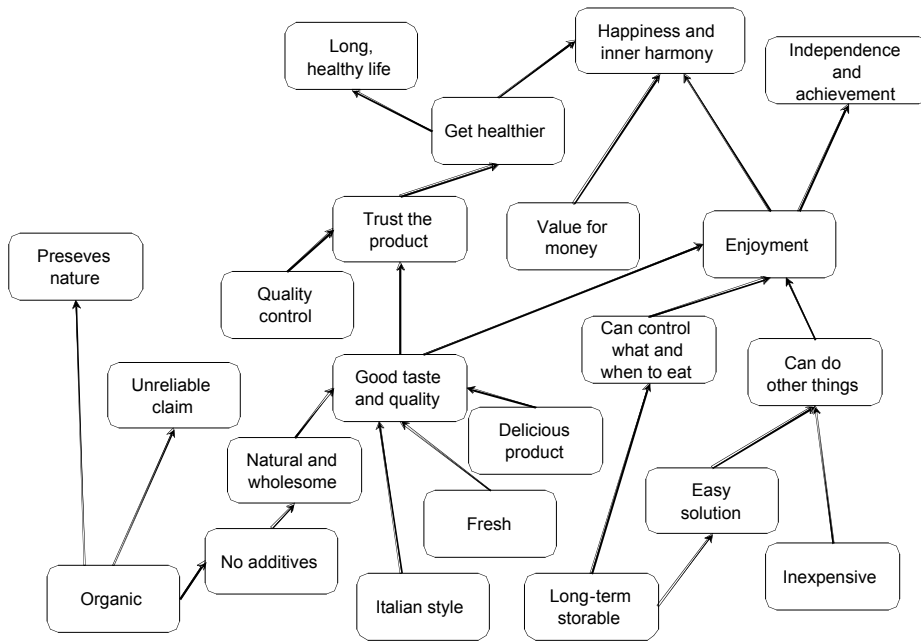 Happiness and
inner harmony
Long,
healthy life
Independence
and
achievement
Get healthier
Trust the
product
Value for
money
Enjoyment
Preseves
nature
Quality
control
Can control
what and
when to eat
Can do
other things
Good taste
and quality
Unreliable
claim
Delicious
product
Natural and
wholesome
Easy
solution
Fresh
No additives
Inexpensive
Organic
Italian style
Long-term
storable